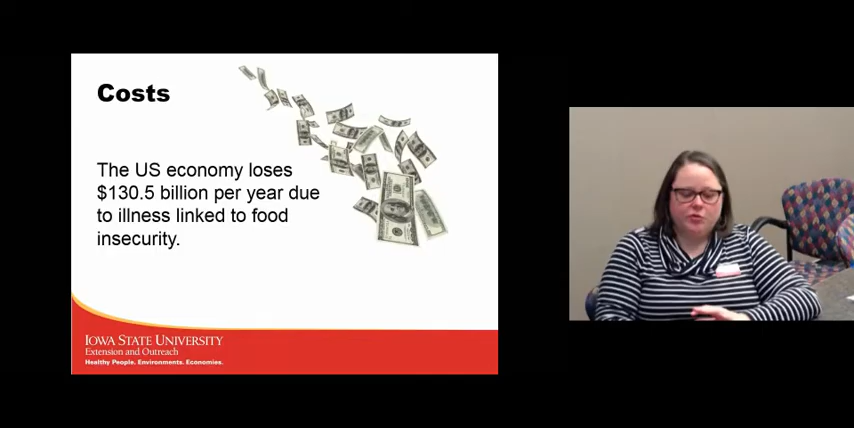 Costs
The US economy loses
$130.5 billion per year due
to illness linked to food
insecurity.
IOWA STATE UNIVERSITY
Extension and Outreach
Healthy People. Environments. Economies.